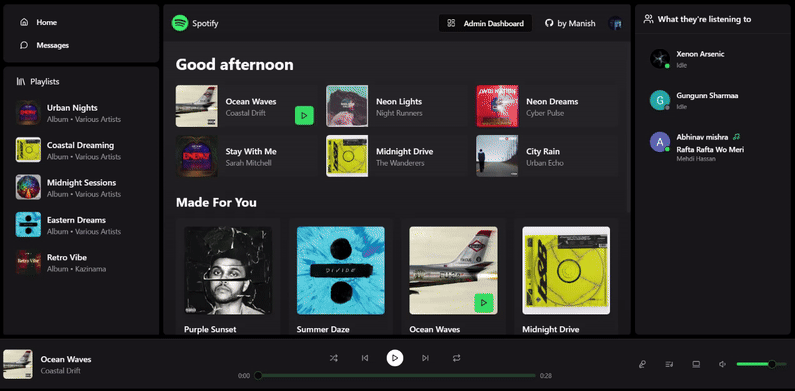 Home
Messages
Playlists
Urban Nights
Album • Various Artists
Coastal Dreaming
Album • Various Artists
Midnight Sessions
Album • Various Artists
Eastern Dreams
Album • Various Artists
Retro Vibe
Album • Kazinama
Spotify
Admin Dashboard
by Manish
Good afternoon
Ocean Waves
Coastal Drift
Neon Lights
Night Runners
Neon Dreams
Cyber Pulse
Stay With Me
Sarah Mitchell
Midnight Drive
The Wanderers
City Rain
Urban Echo
Made For You
DIVIDE
Purple Sunset
Summer Daze
Ocean Waves
Midnight Drive
What they're listening to
Xenon Arsenic
Idle
G
Gungunn Sharmaa
Idle
A
Abhinav mishra
Rafta Rafta Wo Meri
Mehdi Hassan
Ocean Waves
Coastal Drift
0:00
0:28